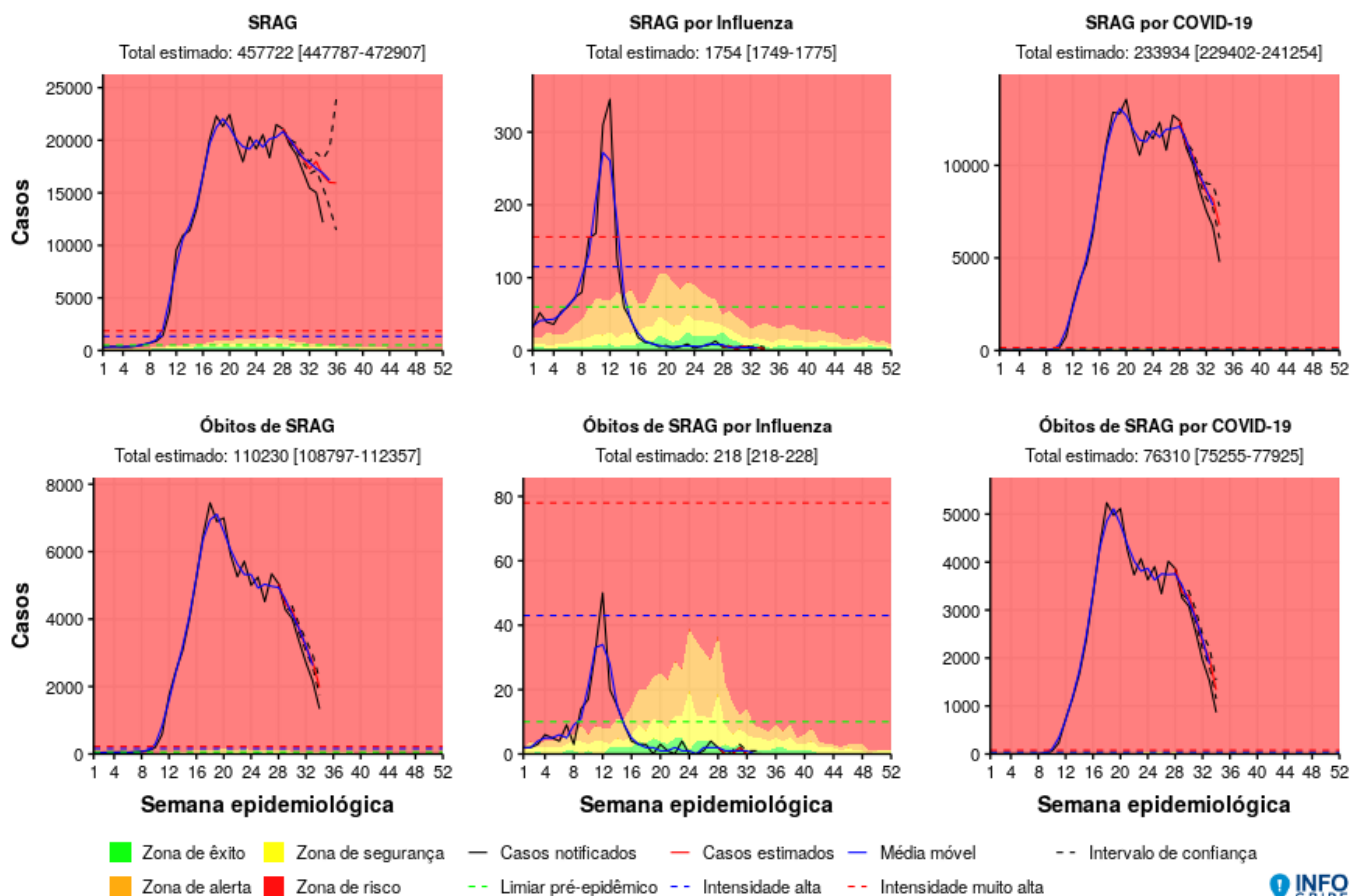 SRAG
Total estimado: 457722 [447787-472907]
SRAG por Influenza
Total estimado: 1754 [1749-1775]
SRAG por COVID-19
Total estimado: 233934 [229402-241254]
Casos
25000
20000
15000
10000
5000
0
1 4 8 12 16 20 24 28 32 36 40 44 48 52
300
200
100
0
1 4 8 12 16 20 24 28 32 36 40 44 48 52
10000
5000
0
1 4 8 12 16 20 24 28 32 36 40 44 48 52
Óbitos de SRAG
Total estimado: 110230 [108797-112357]
Óbitos de SRAG por Influenza
Total estimado: 218 [218-228]
Óbitos de SRAG por COVID-19
Total estimado: 76310 [75255-77925]
Casos
8000
6000
4000
2000
0
1 4 8 12 16 20 24 28 32 36 40 44 48 52
Semana epidemiológica
80
60
40
20
0
1 4 8 12 16 20 24 28 32 36 40 44 48 52
Semana epidemiológica
5000
4000
3000
2000
1000
0
1 4 8 12 16 20 24 28 32 36 40 44 48 52
Semana epidemiológica
Zona de êxito Zona de segurança Casos notificados Casos estimados Média móvel Intervalo de confiança
Zona de alerta Zona de risco Limiar pré-epidêmico Intensidade alta Intensidade muito alta
INFO